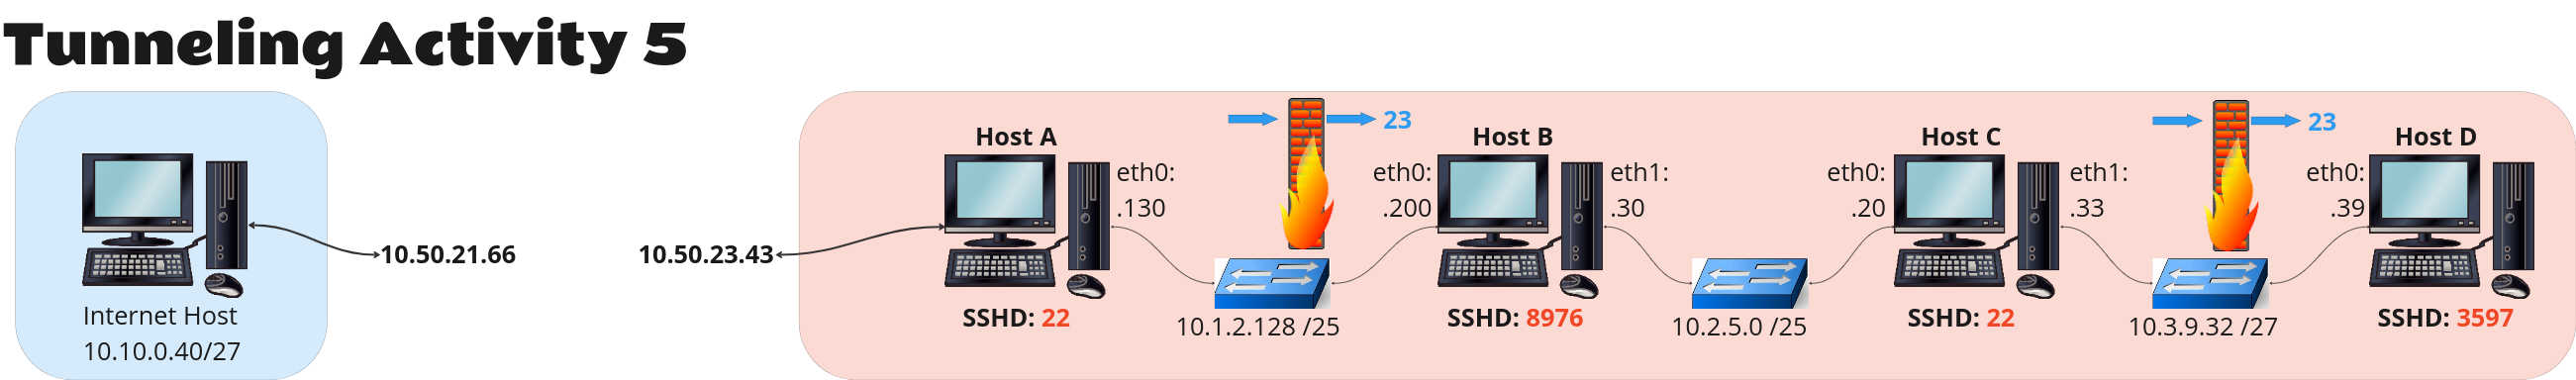 Tunneling Activity 5
Internet Host
10.10.0.40/27
10.50.21.66
10.50.23.43
Host A
eth0:
.130
SSHD: 22
23
10.1.2.128 /25
Host B
eth0:
.200
eth1:
.30
SSHD: 8976
10.2.5.0 /25
Host C
eth0:
.20
eth1:
.33
SSHD: 22
23
10.3.9.32 /27
Host D
eth0:
.39
SSHD: 3597